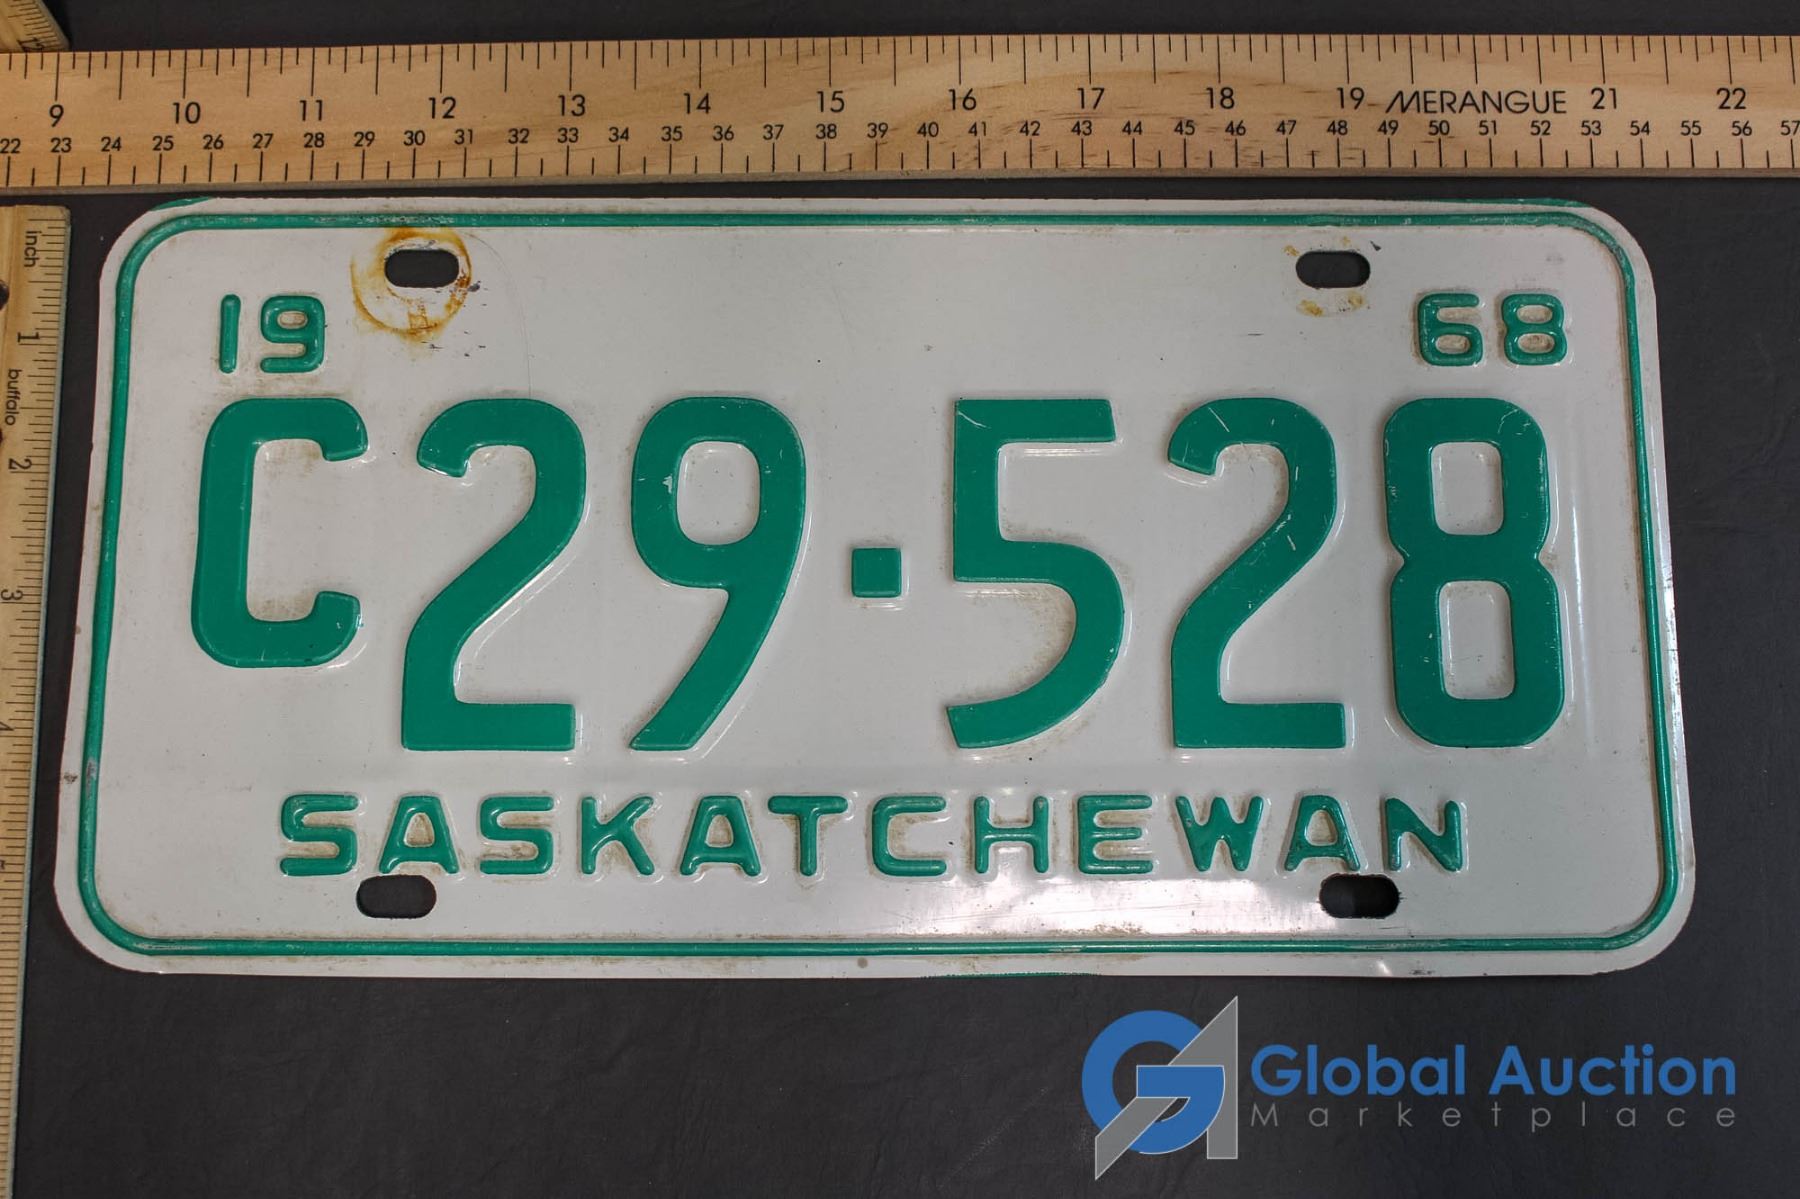 9 10 11 12 13 14 15 16 17 18 19 MERANGUE 21 22
22 23 24 25 26 27 28 29 30 31 32 33 34 35 36 37 38 39 40 41 42 43 44 45 46 47 48 49 50 51 52 53 54 55 56 57
inch 1 2 3 4
buffalo
19 68
C29·528
SASKATCHEWAN
Global Auction
Marketplace